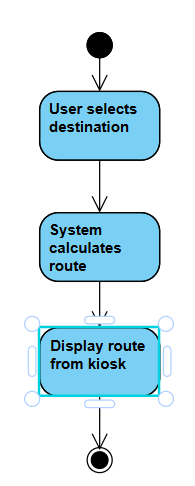 User selects
destination
System
calculates
route
Display route
from kiosk